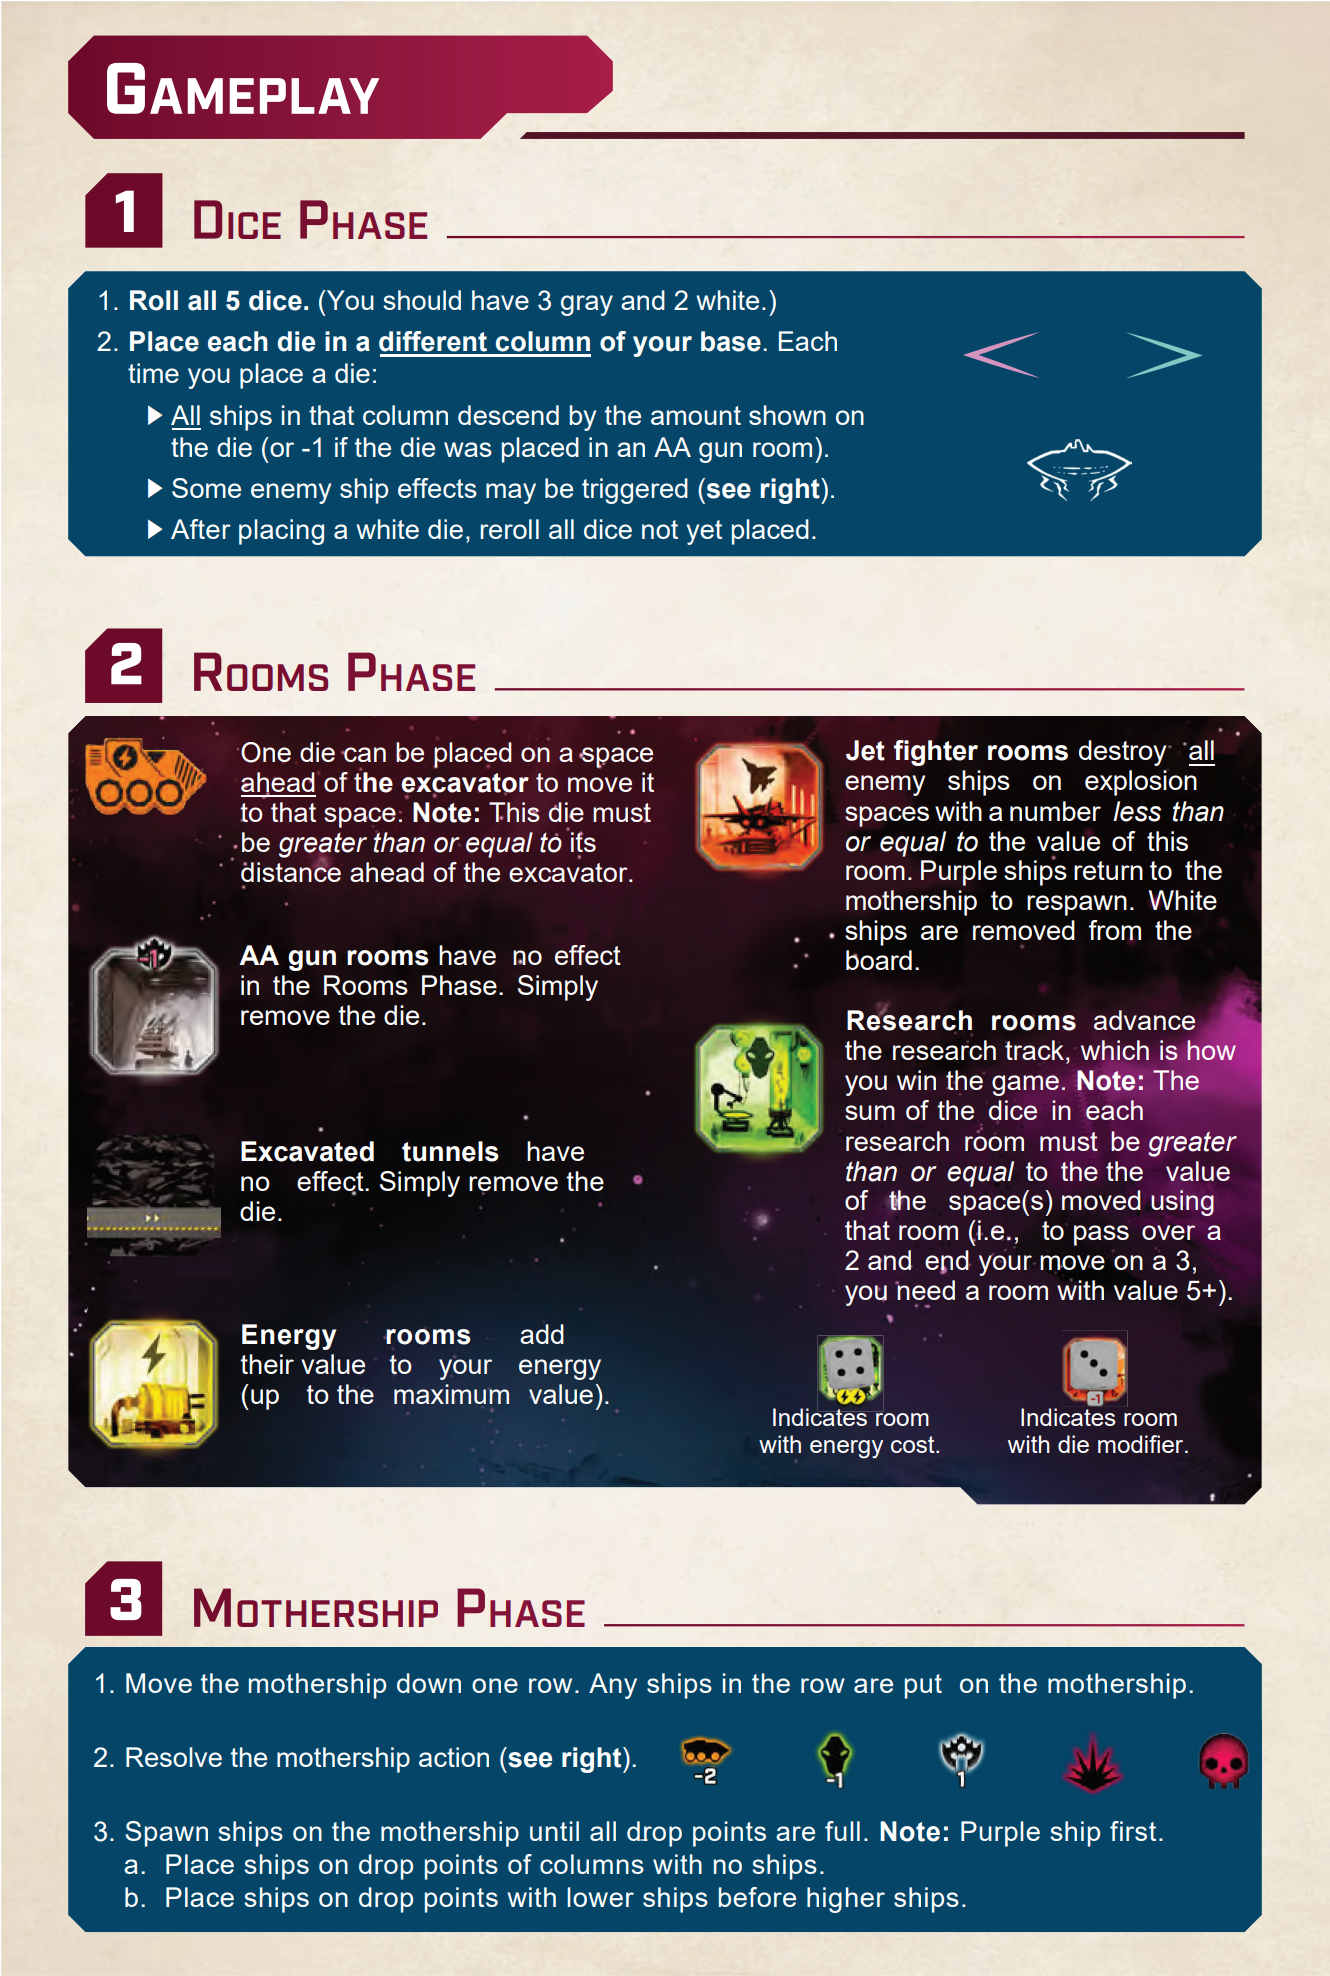 GAMEPLAY
1 DICE PHASE
1. Roll all 5 dice. (You should have 3 gray and 2 white.)
2. Place each die in a different column of your base. Each
time you place a die:
All ships in that column descend by the amount shown on
the die (or -1 if the die was placed in an AA gun room).
Some enemy ship effects may be triggered (see right).
After placing a white die, reroll all dice not yet placed.
2 ROOMS PHASE
One die can be placed on a space
ahead of the excavator to move it
to that space. Note: This die must
be greater than or equal to its
distance ahead of the excavator.
-1
AA gun rooms have no effect
in the Rooms Phase. Simply
remove the die.
Excavated tunnels have
no effect. Simply remove the
die.
Energy rooms add
their value to your energy
(up to the maximum value).
Jet fighter rooms destroy all
enemy ships on explosion
spaces with a number less than
or equal to the value of this
room. Purple ships return to the
mothership to respawn. White
ships are removed from the
board.
Research rooms advance
the research track, which is how
you win the game. Note: The
sum of the dice in each
research room must be greater
than or equal to the the value
of the space(s) moved using
that room (i.e., to pass over a
2 and end your move on a 3,
you need a room with value 5+).
-1
Indicates room
with energy cost.
Indicates room
with die modifier.
3 MOTHERSHIP PHASE
1. Move the mothership down one row. Any ships in the row are put on the mothership.
2. Resolve the mothership action (see right).
-2 -1 1
3. Spawn ships on the mothership until all drop points are full. Note: Purple ship first.
a. Place ships on drop points of columns with no ships.
b. Place ships on drop points with lower ships before higher ships.